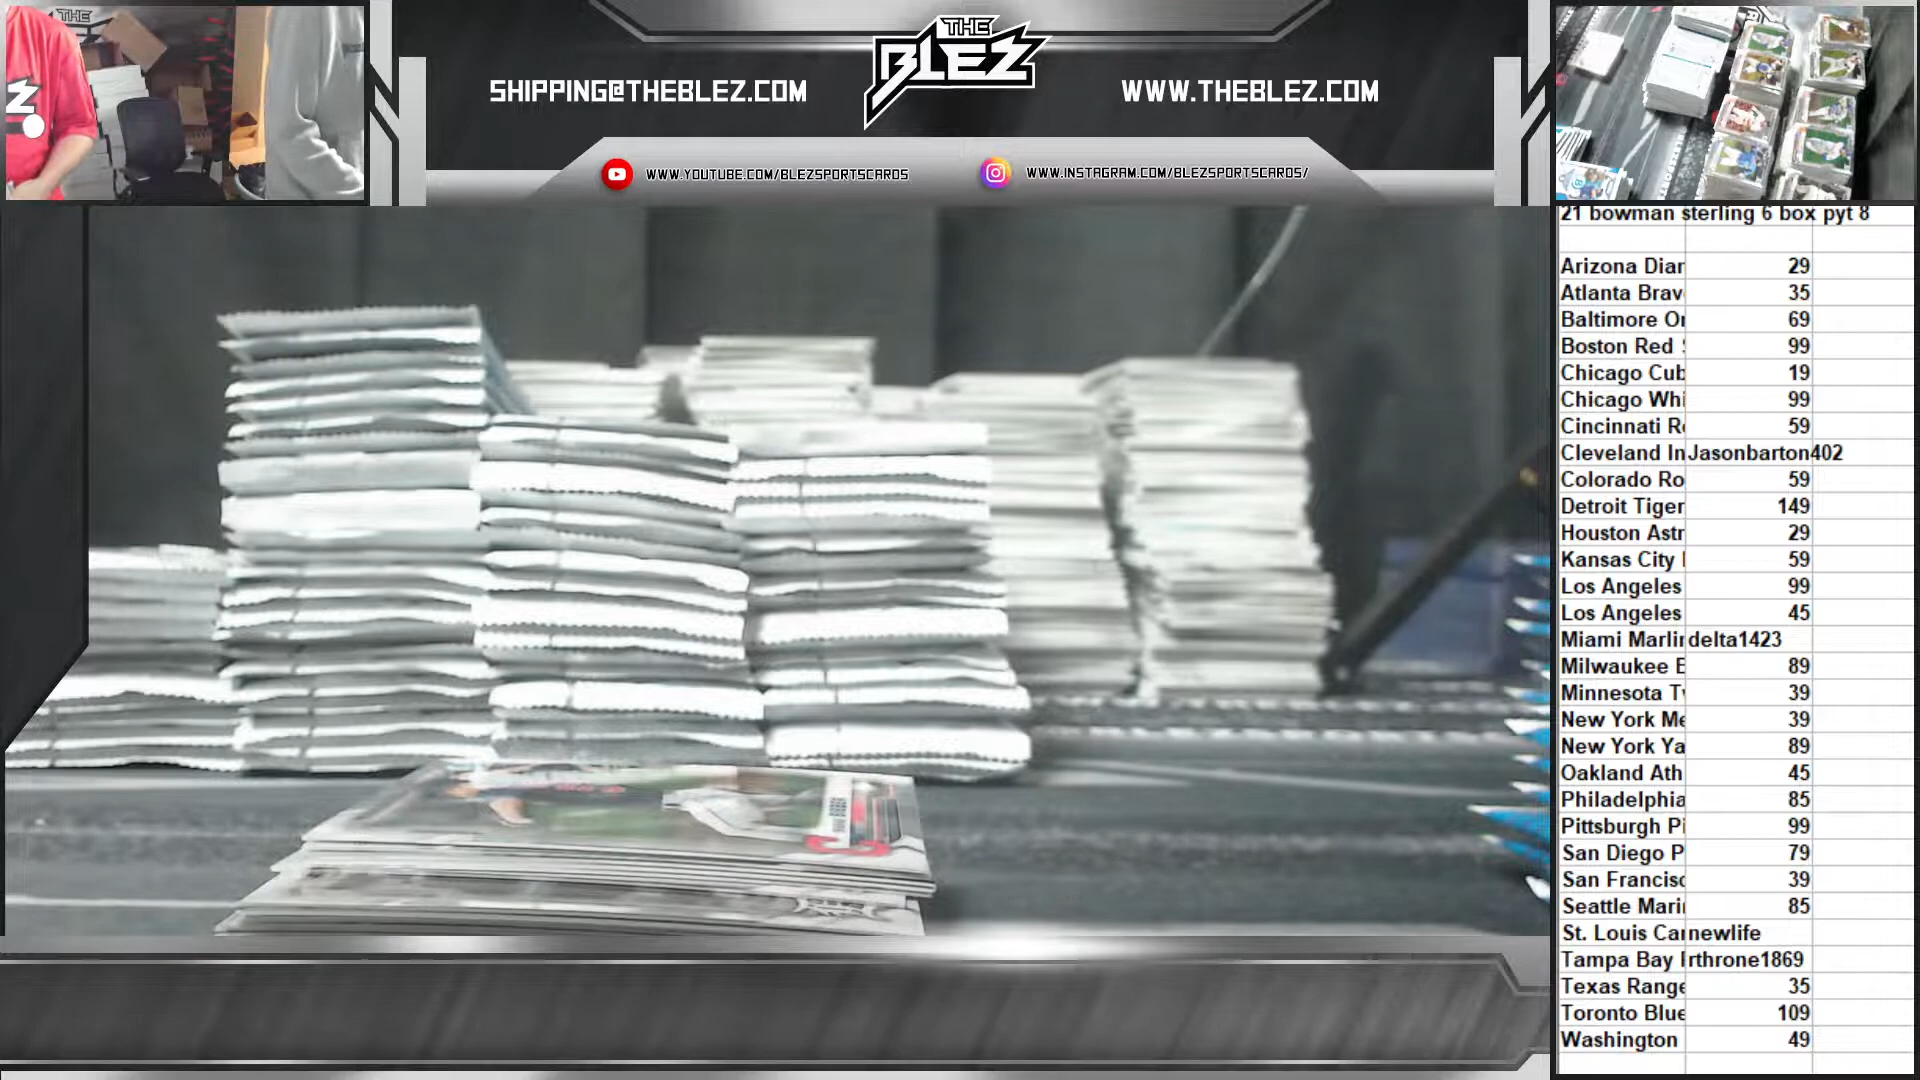 THE
BLEZ
SHIPPING@THEBLEZ.COM
WWW.THEBLEZ.COM
WWW.YOUTUBE.COM/BLEZSPORTSCARDS
WWW.INSTAGRAM.COM/BLEZSPORTSCARDS/
21 bowman sterling 6 box pyt 8
Arizona Diar 29
Atlanta Brav 35
Baltimore Or 69
Boston Red S 99
Chicago Cub 19
Chicago Whi 99
Cincinnati Re 59
Cleveland In Jasonbarton402
Colorado Ro 59
Detroit Tiger 149
Houston Astr 29
Kansas City 59
Los Angeles 99
Los Angeles 45
Miami Marlin delta1423
Milwaukee B 89
Minnesota Tw 39
New York Me 39
New York Ya 89
Oakland Ath 45
Philadelphia 85
Pittsburgh Pi 99
San Diego P 79
San Francisc 39
Seattle Mari 85
St. Louis Car newlife
Tampa Bay R rthrone1869
Texas Range 35
Toronto Blue 109
Washington 49